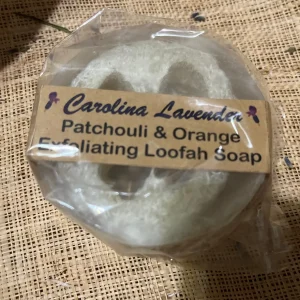 Carolina Lavender
Patchouli & Orange
Exfoliating Loofah Soap